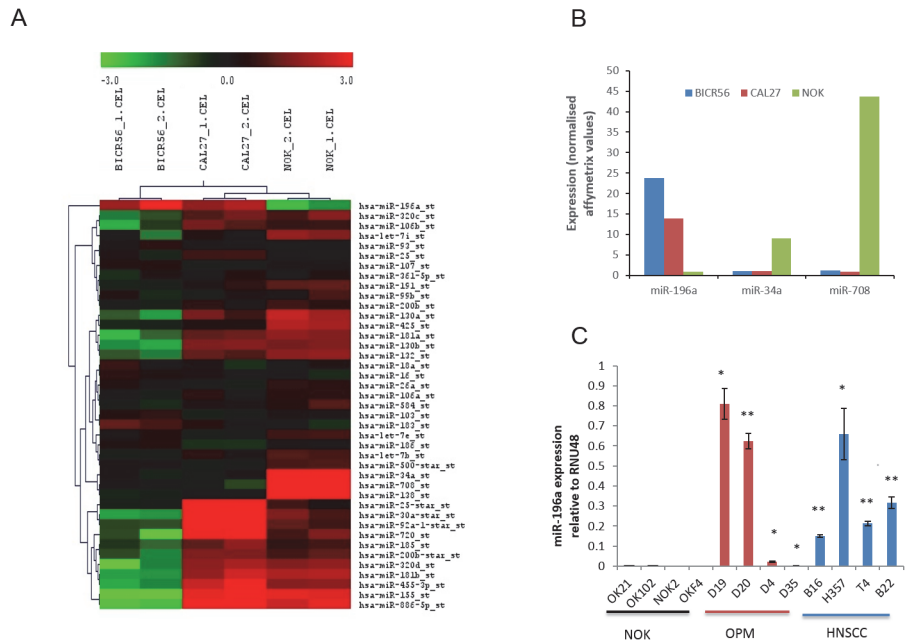 A
-3.0
0.0
3.0
BICR56_1.CEL
BICR56_2.CEL
CAL27_1.CEL
CAL27_2.CEL
NOK_2.CEL
NOK_1.CEL
hsa-miR-196a_st
hsa-miR-320c_st
hsa-miR-106b_st
hsa-let-7i_st
hsa-miR-93_st
hsa-miR-25_st
hsa-miR-107_st
hsa-miR-361-5p_st
hsa-miR-191_st
hsa-miR-99b_st
hsa-miR-200b_st
hsa-miR-130a_st
hsa-miR-425_st
hsa-miR-181a_st
hsa-miR-130b_st
hsa-miR-132_st
hsa-miR-18a_st
hsa-miR-16_st
hsa-miR-26a_st
hsa-miR-106a_st
hsa-miR-584_st
hsa-miR-103_st
hsa-miR-183_st
hsa-let-7e_st
hsa-miR-186_st
hsa-let-7b_st
hsa-miR-500-star_st
hsa-miR-34a_st
hsa-miR-708_st
hsa-miR-138_st
hsa-miR-25-star_st
hsa-miR-30a-star_st
hsa-miR-92a-1-star_st
hsa-miR-720_st
hsa-miR-185_st
hsa-miR-200b-star_st
hsa-miR-320d_st
hsa-miR-181b_st
hsa-miR-455-3p_st
hsa-miR-155_st
hsa-miR-886-5p_st
B
Expression (normalised
affymetrix values)
BICR56 CAL27 NOK
50
45
40
35
30
25
20
15
10
5
0
miR-196a miR-34a miR-708
C
miR-196a expression
relative to RNU48
1
0.9
0.8
0.7
0.6
0.5
0.4
0.3
0.2
0.1
0
*
**
*
*
**
*
**
**
OK21
OK102
NOK2
OKF4
D19
D20
D4
D35
B16
H357
T4
B22
NOK OPM HNSCC